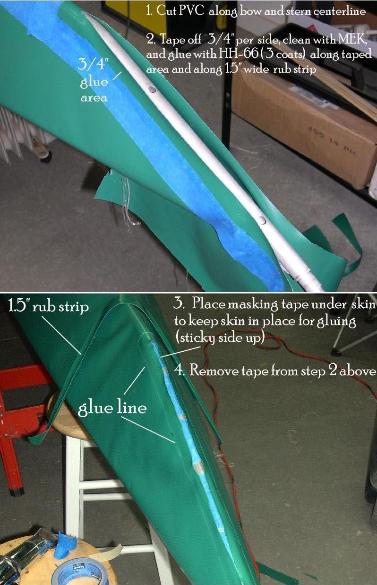 1. Cut PVC along bow and stern centerline
2. Tape off 3/4" per side, clean with MEK
and glue with HH-66 (3 coats) along taped
area and along 1.5" wide rub strip
3/4"
glue
area
1.5" rub strip
3. Place masking tape under skin
to keep skin in place for gluing
(sticky side up)
4. Remove tape from step 2 above
glue line